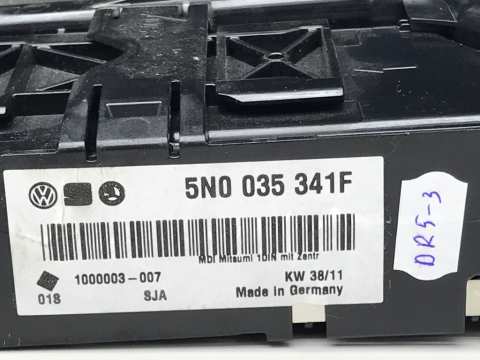 5N0 035 341F
MDI Mitsumi 1DIN mit Zentr
1000003-007
KW 38/11
018
SJA
Made in Germany
DR5-3